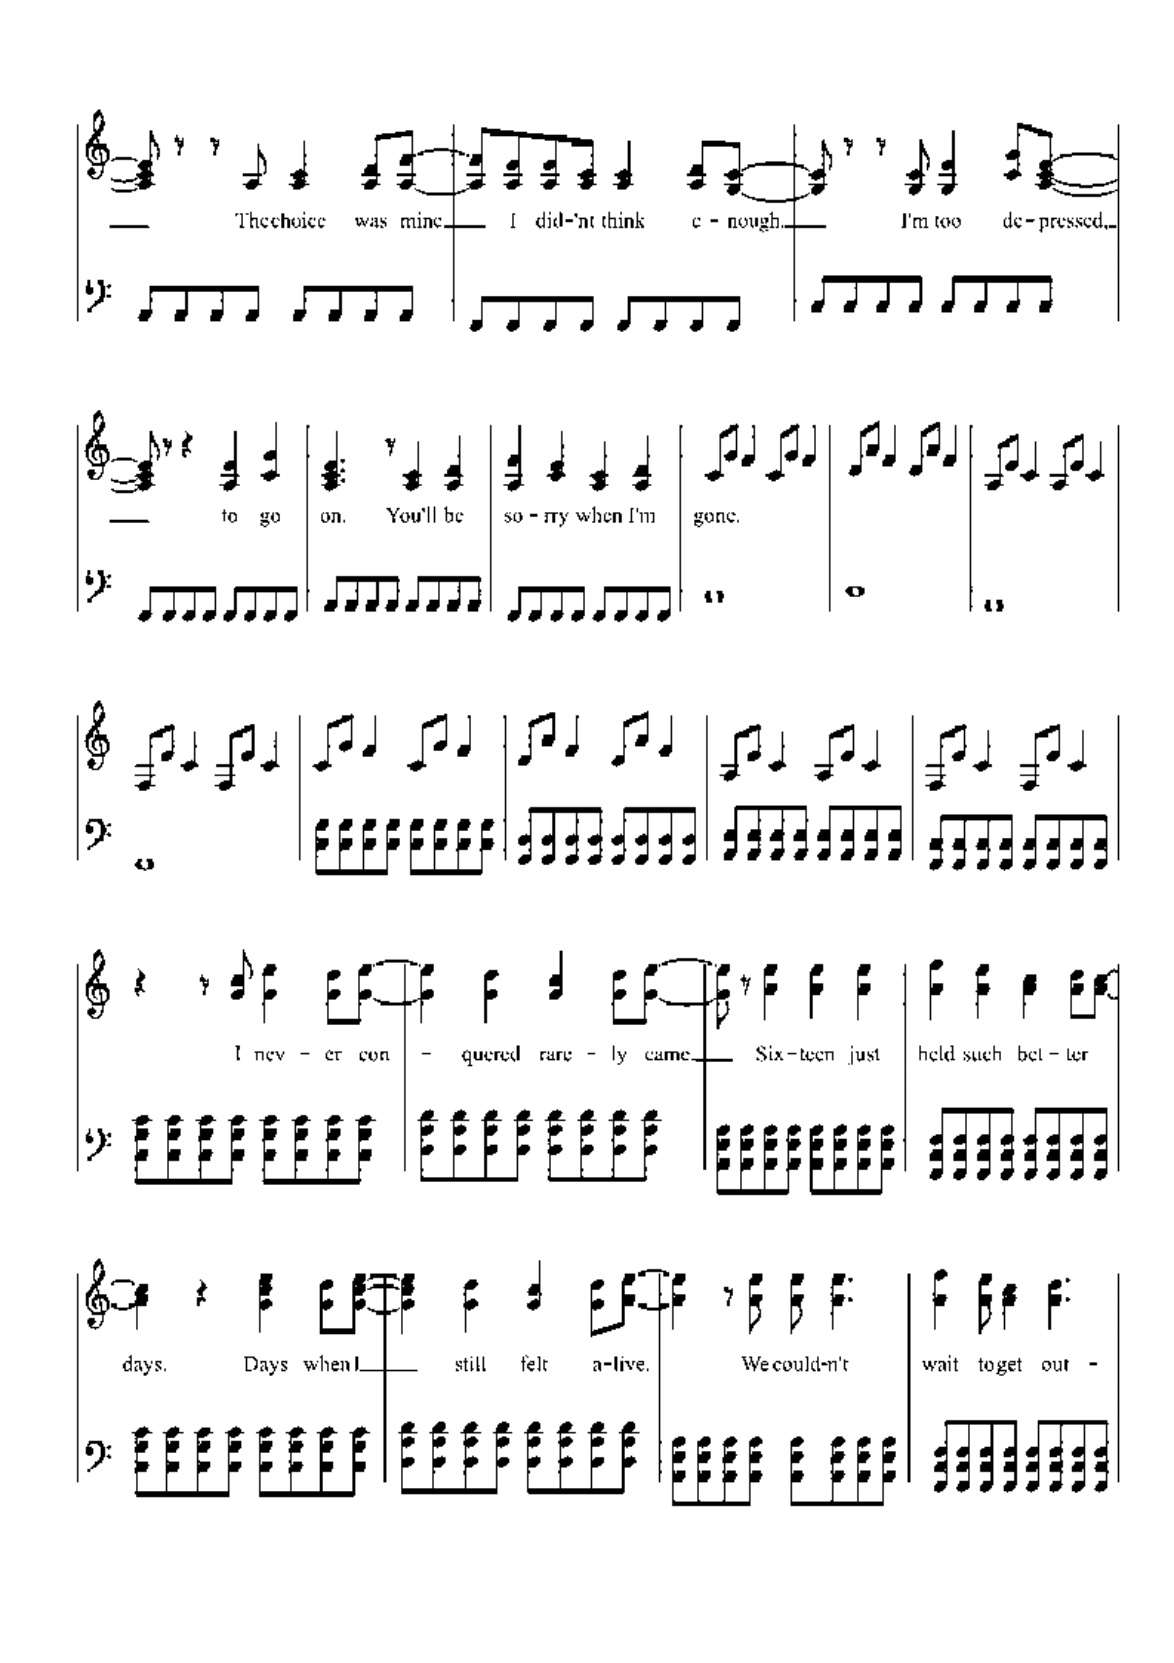 The choice was mine I did-'nt think e - nough. I'm too de - pressed,
to go on. You'll be so - rry when I'm gone.
I nev - er con - quered rare - ly came Six - teen just held such bet - ter
days. Days when I still felt a - live. We could-n't wait to get out -